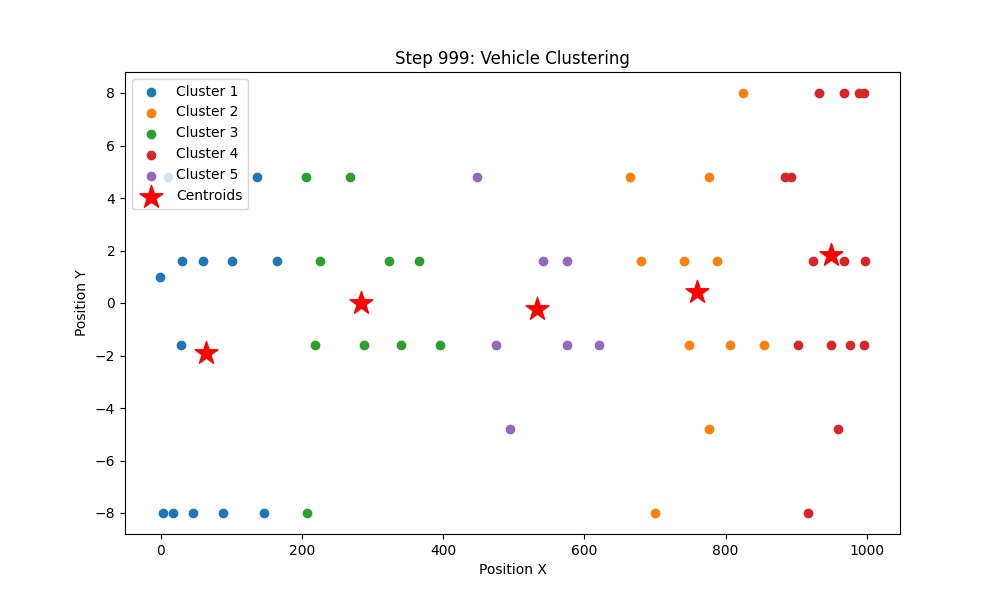 Step 999: Vehicle Clustering
Cluster 1
Cluster 2
Cluster 3
Cluster 4
Cluster 5
Centroids
Position Y
8
6
4
2
0
−2
−4
−6
−8
0 200 400 600 800 1000
Position X